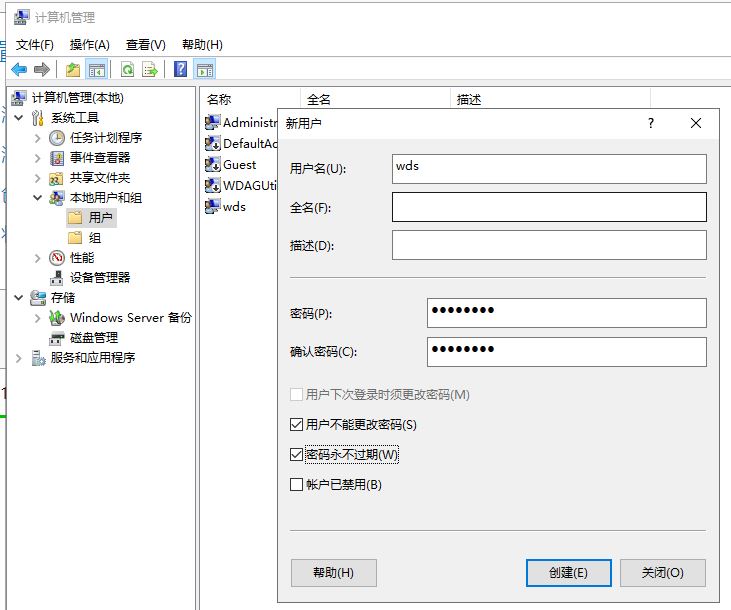 计算机管理
文件(F) 操作(A) 查看(V) 帮助(H)
计算机管理(本地)
系统工具
任务计划程序
事件查看器
共享文件夹
本地用户和组
用户
组
性能
设备管理器
存储
Windows Server 备份
磁盘管理
服务和应用程序
名称 全名 描述
Administr
DefaultAc
Guest
WDAGUti
wds
新用户
用户名(U): wds
全名(F):
描述(D):
密码(P): ●●●●●●●●
确认密码(C): ●●●●●●●●
用户下次登录时须更改密码(M)
用户不能更改密码(S)
密码永不过期(W)
帐户已禁用(B)
帮助(H) 创建(E) 关闭(O)